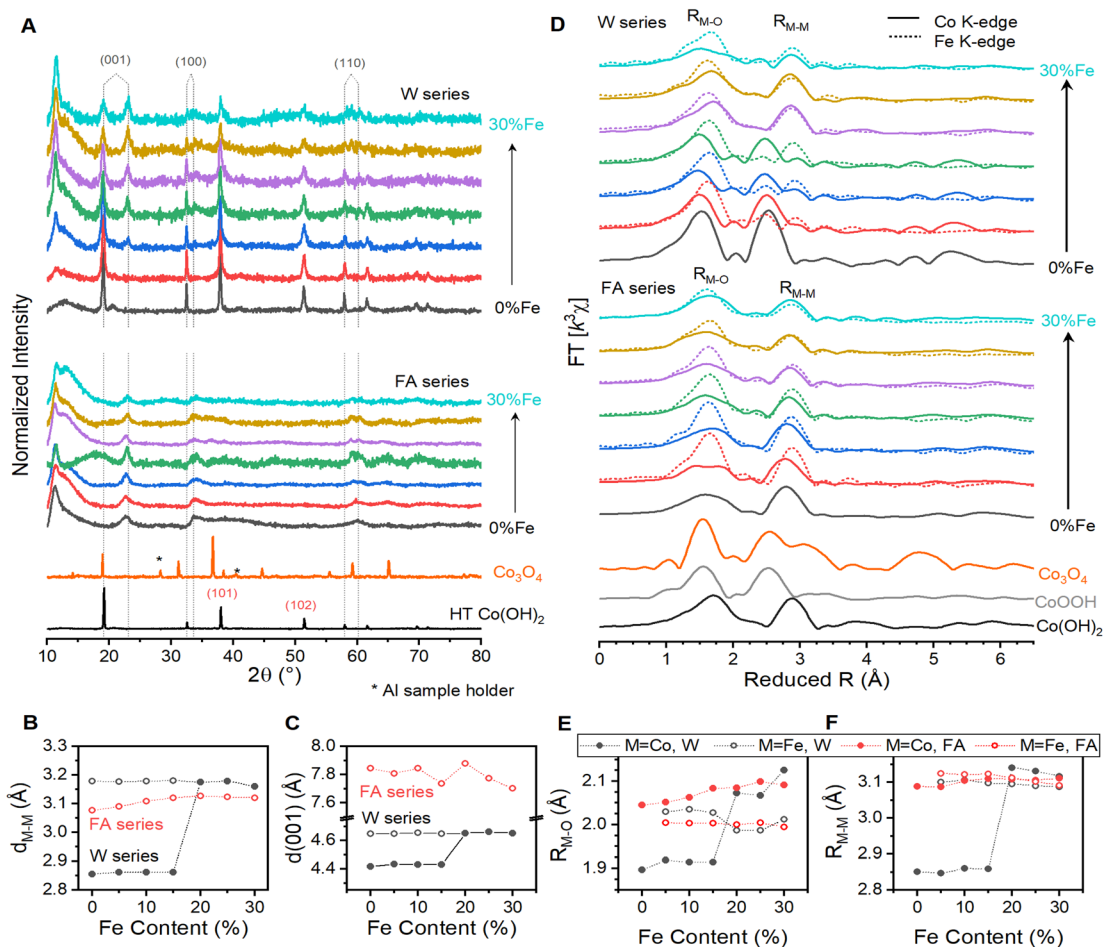 A
(001)
(100)
(110)
W series
30%Fe
0%Fe
FA series
30%Fe
0%Fe
*
*
Co₃O₄
(101)
(102)
HT Co(OH)₂
Normalized Intensity
10 20 30 40 50 60 70 80
2θ (°)
* Al sample holder
D
W series
R_M-O
R_M-M
Co K-edge
Fe K-edge
30%Fe
0%Fe
FA series
R_M-O
R_M-M
30%Fe
0%Fe
Co₃O₄
CoOOH
Co(OH)₂
FT [k³χ]
0 1 2 3 4 5 6
Reduced R (Å)
B
3.3
3.2
3.1
3.0
2.9
2.8
d_M-M (Å)
FA series
W series
0 10 20 30
Fe Content (%)
C
8.0
7.8
7.6
4.6
4.4
d(001) (Å)
FA series
W series
0 10 20 30
Fe Content (%)
E
F
M=Co, W
M=Fe, W
M=Co, FA
M=Fe, FA
2.1
2.0
1.9
R_M-O (Å)
0 10 20 30
Fe Content (%)
3.1
3.0
2.9
2.8
R_M-M (Å)
0 10 20 30
Fe Content (%)